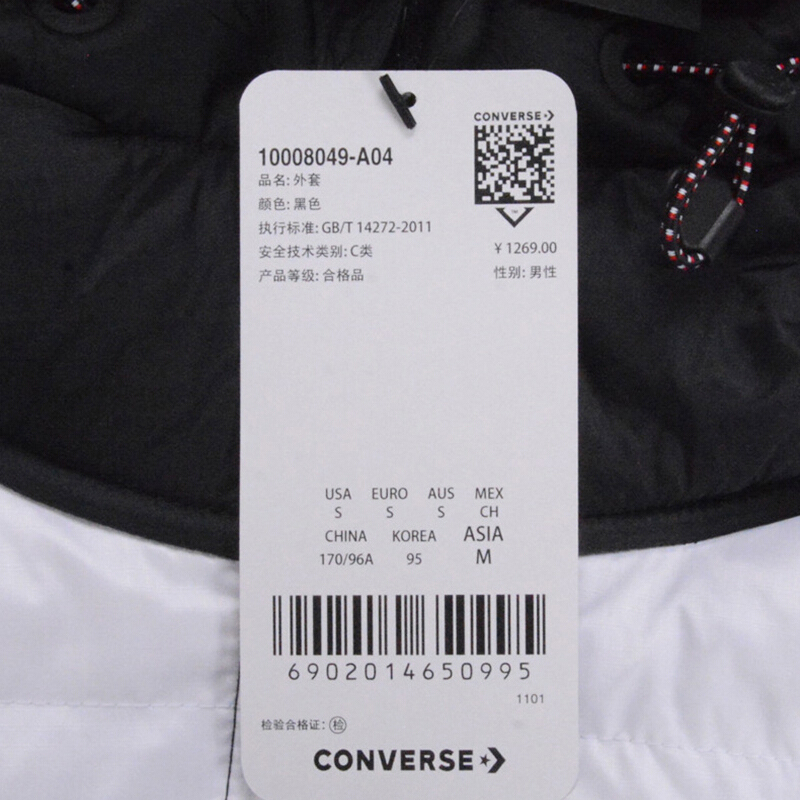 CONVERSE
10008049-A04
品名: 外套
颜色: 黑色
执行标准: GB/T 14272-2011
安全技术类别: C类
¥ 1269.00
产品等级: 合格品
性别: 男性
USA EURO AUS MEX
S S S CH
CHINA KOREA ASIA
170/96A 95 M
6902014650995
1101
检验合格证: 检
CONVERSE